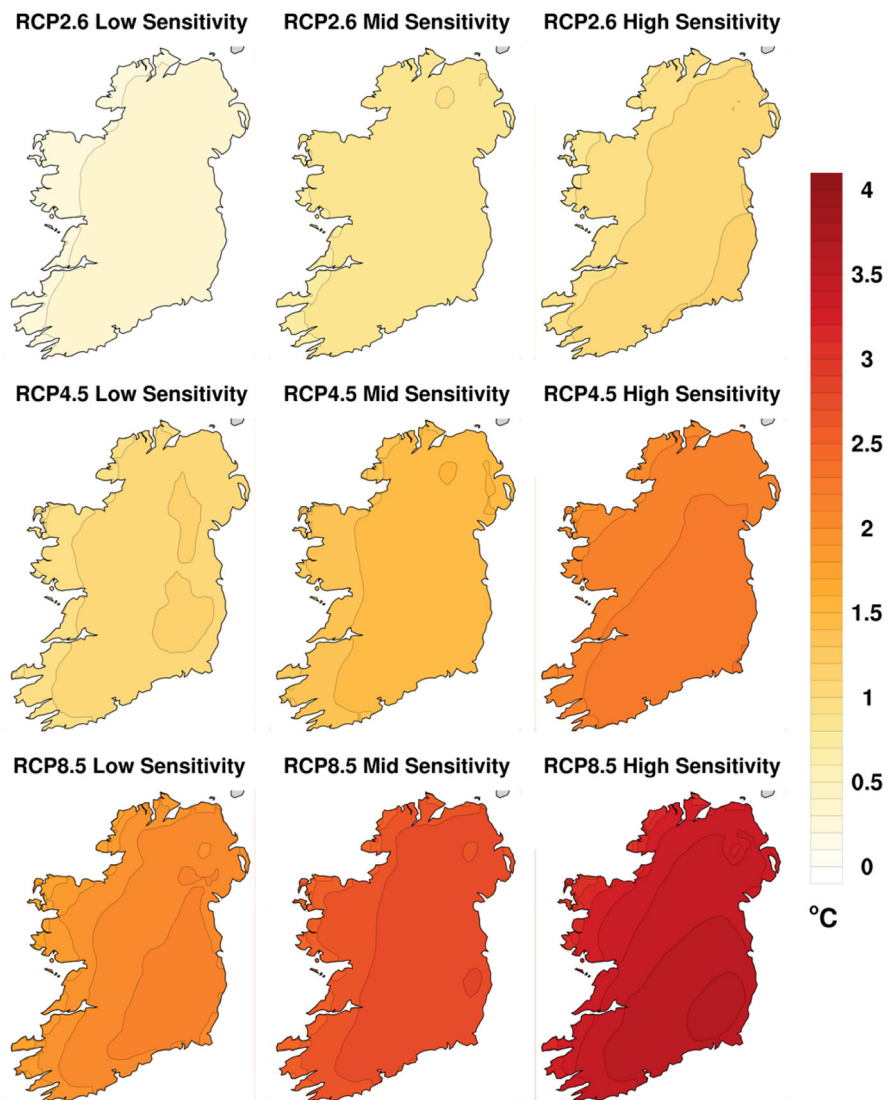 RCP2.6 Low Sensitivity
RCP2.6 Mid Sensitivity
RCP2.6 High Sensitivity
RCP4.5 Low Sensitivity
RCP4.5 Mid Sensitivity
RCP4.5 High Sensitivity
RCP8.5 Low Sensitivity
RCP8.5 Mid Sensitivity
RCP8.5 High Sensitivity
4
3.5
3
2.5
2
1.5
1
0.5
0
°C